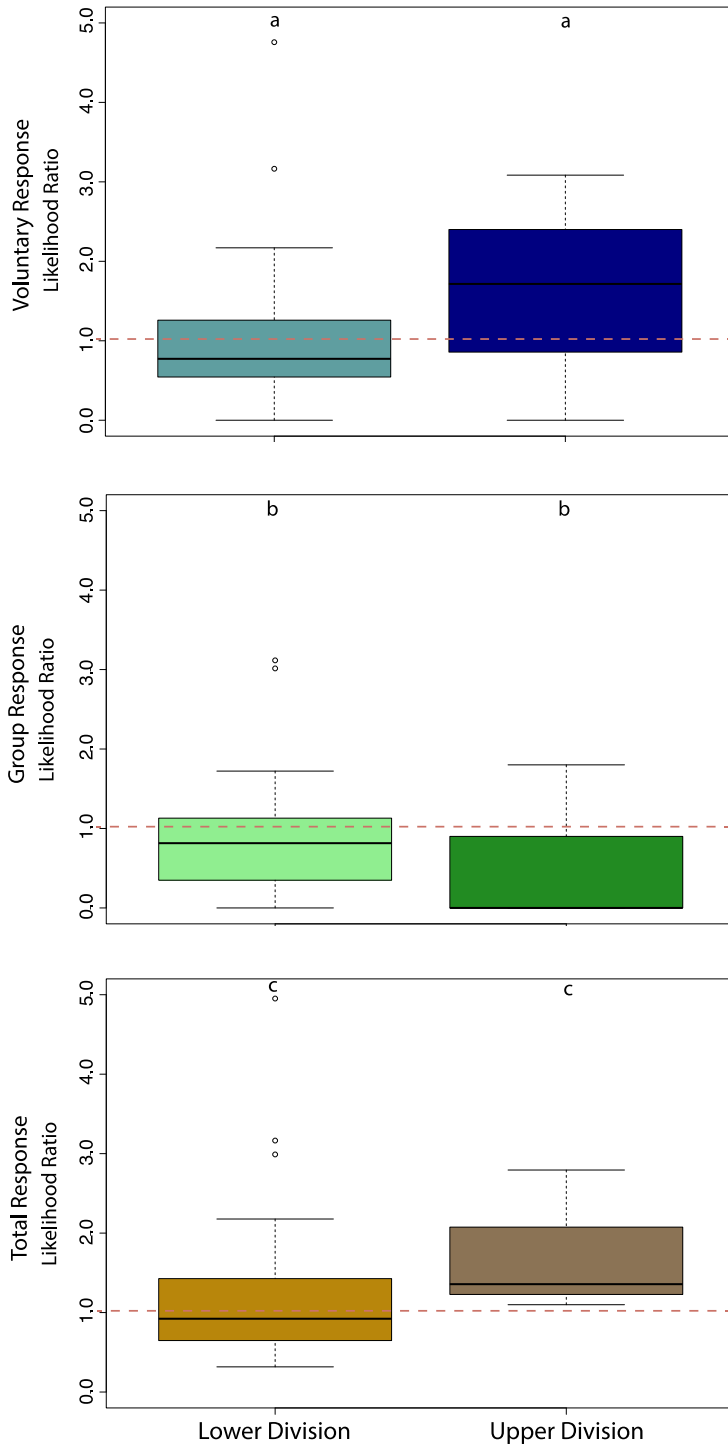 a a
5.0
4.0
3.0
2.0
1.0
0.0
Voluntary Response
Likelihood Ratio
b b
5.0
4.0
3.0
2.0
1.0
0.0
Group Response
Likelihood Ratio
c c
5.0
4.0
3.0
2.0
1.0
0.0
Total Response
Likelihood Ratio
Lower Division Upper Division